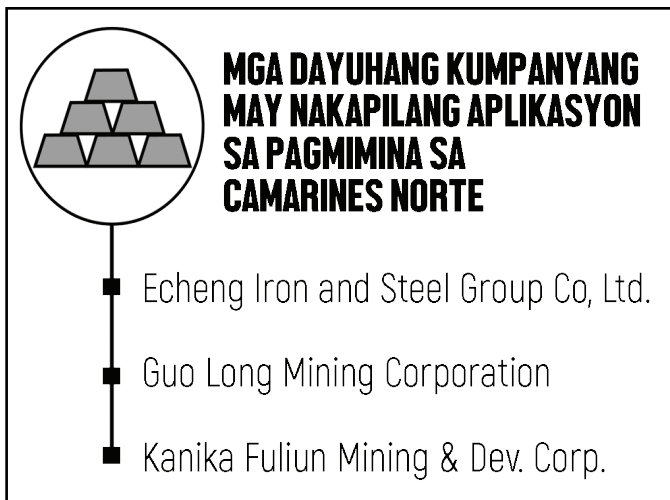 MGA DAYUHANG KUMPANYANG
MAY NAKAPILANG APLIKASYON
SA PAGMIMINA SA
CAMARINES NORTE
Echeng Iron and Steel Group Co, Ltd.
Guo Long Mining Corporation
Kanika Fuliun Mining & Dev. Corp.